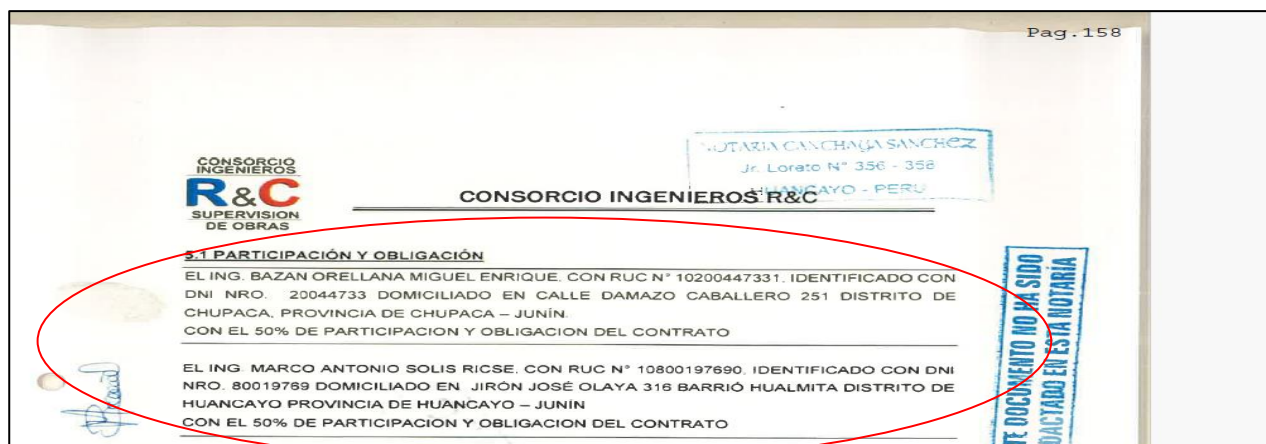 Pag.158
NOTARIA CANCHAYA SANCHEZ
Jr. Loreto N° 356 - 358
HUANCAYO - PERU
CONSORCIO
INGENIEROS
R&C
SUPERVISION
DE OBRAS
CONSORCIO INGENIEROS R&C
5.1 PARTICIPACIÓN Y OBLIGACIÓN
EL ING. BAZAN ORELLANA MIGUEL ENRIQUE, CON RUC N° 10200447331, IDENTIFICADO CON
DNI NRO. 20044733 DOMICILIADO EN CALLE DAMAZO CABALLERO 251 DISTRITO DE
CHUPACA, PROVINCIA DE CHUPACA – JUNÍN.
CON EL 50% DE PARTICIPACION Y OBLIGACION DEL CONTRATO
EL ING. MARCO ANTONIO SOLIS RICSE, CON RUC N° 10800197690, IDENTIFICADO CON DNI
NRO. 80019769 DOMICILIADO EN JIRÓN JOSÉ OLAYA 316 BARRIÓ HUALMITA DISTRITO DE
HUANCAYO PROVINCIA DE HUANCAYO – JUNÍN
CON EL 50% DE PARTICIPACION Y OBLIGACION DEL CONTRATO
TE DOCUMENTO NO HA SIDO
DACTADO EN ESTA NOTARÍA